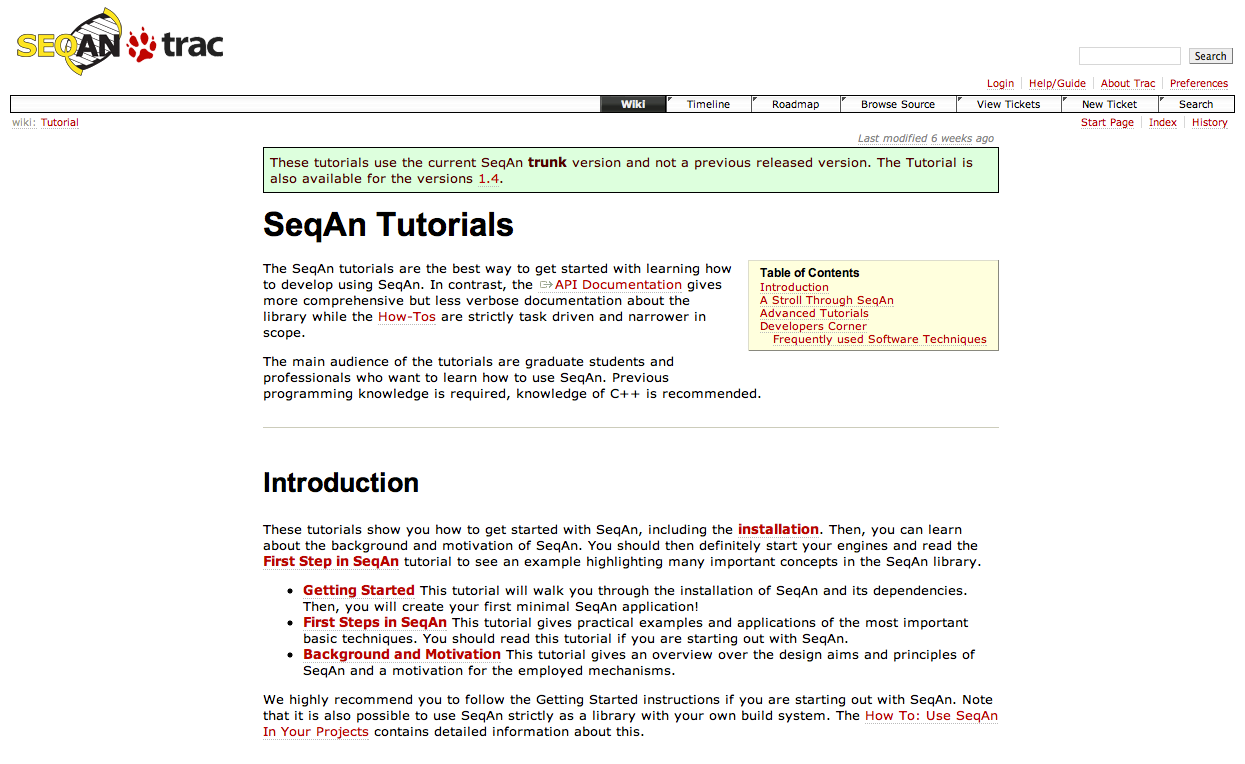 SEQAN trac
Search
Login Help/Guide About Trac Preferences
Wiki Timeline Roadmap Browse Source View Tickets New Ticket Search
wiki: Tutorial
Start Page Index History
Last modified 6 weeks ago
These tutorials use the current SeqAn trunk version and not a previous released version. The Tutorial is
also available for the versions 1.4.
SeqAn Tutorials
The SeqAn tutorials are the best way to get started with learning how
to develop using SeqAn. In contrast, the API Documentation gives
more comprehensive but less verbose documentation about the
library while the How-Tos are strictly task driven and narrower in
scope.
Table of Contents
Introduction
A Stroll Through SeqAn
Advanced Tutorials
Developers Corner
Frequently used Software Techniques
The main audience of the tutorials are graduate students and
professionals who want to learn how to use SeqAn. Previous
programming knowledge is required, knowledge of C++ is recommended.
Introduction
These tutorials show you how to get started with SeqAn, including the installation. Then, you can learn
about the background and motivation of SeqAn. You should then definitely start your engines and read the
First Step in SeqAn tutorial to see an example highlighting many important concepts in the SeqAn library.
• Getting Started This tutorial will walk you through the installation of SeqAn and its dependencies.
Then, you will create your first minimal SeqAn application!
• First Steps in SeqAn This tutorial gives practical examples and applications of the most important
basic techniques. You should read this tutorial if you are starting out with SeqAn.
• Background and Motivation This tutorial gives an overview over the design aims and principles of
SeqAn and a motivation for the employed mechanisms.
We highly recommend you to follow the Getting Started instructions if you are starting out with SeqAn. Note
that it is also possible to use SeqAn strictly as a library with your own build system. The How To: Use SeqAn
In Your Projects contains detailed information about this.